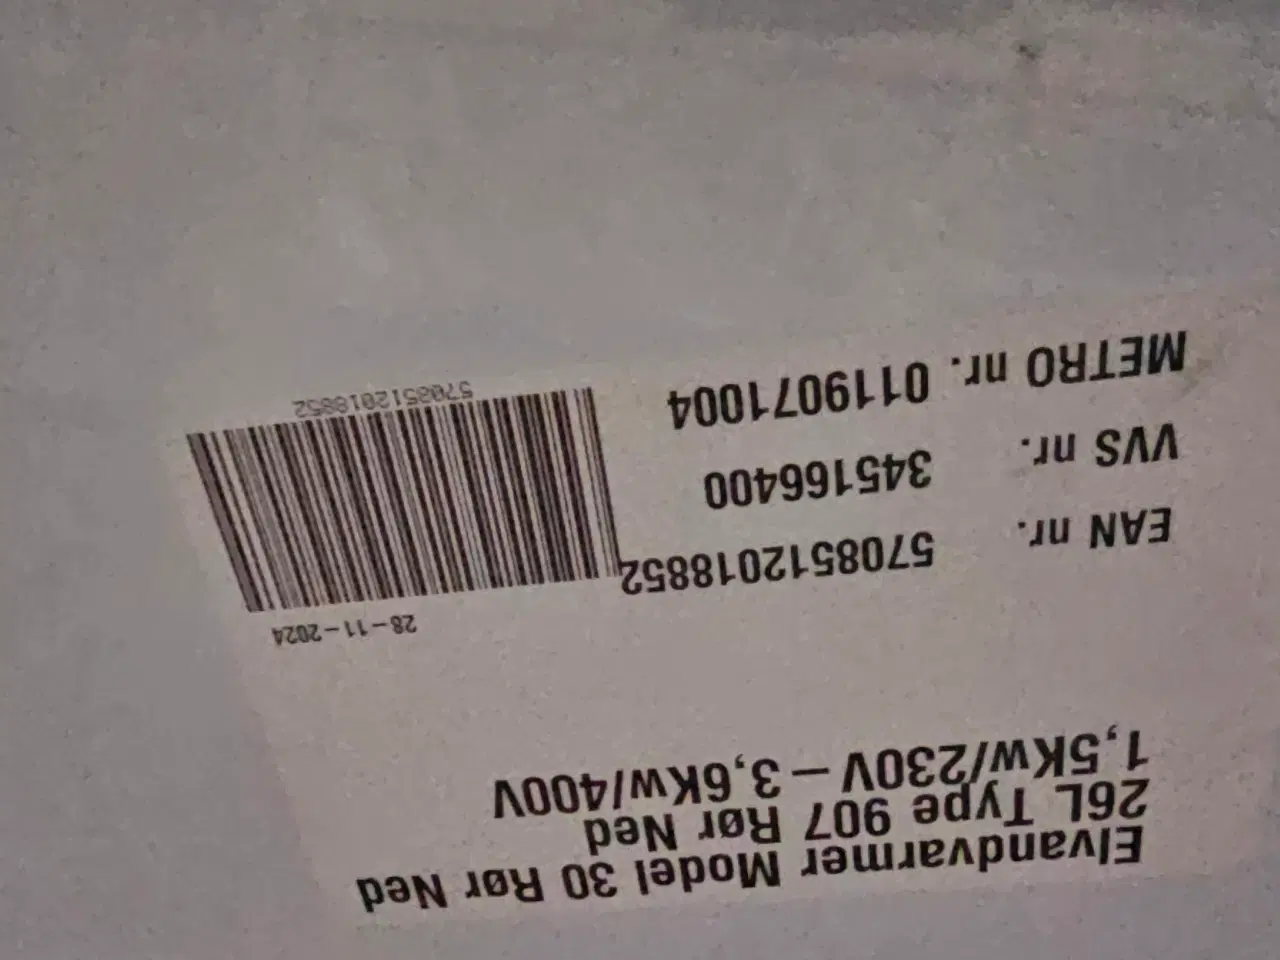 Elvandvarmer Model 30 Rør Ned
26L Type 907 Rør Ned
1,5Kw/230V – 3,6Kw/400V
28-11-2024
EAN nr. 5708512018852
VVS nr. 345166400
METRO nr. 0119071004
5708512018852